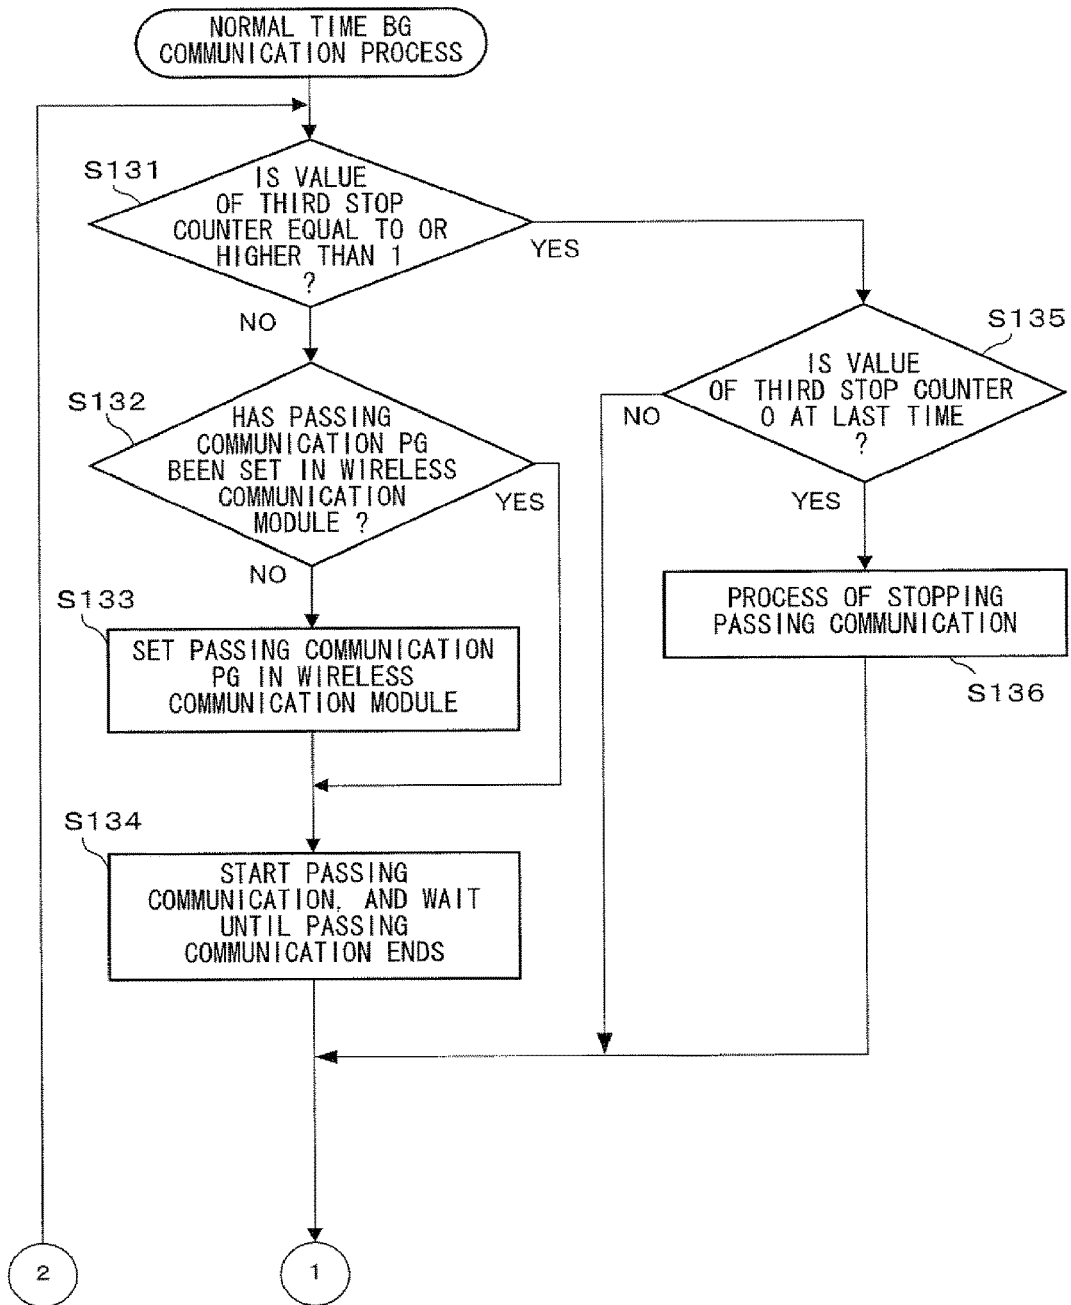 NORMAL TIME BG
COMMUNICATION PROCESS
S131
IS VALUE
OF THIRD STOP
COUNTER EQUAL TO OR
HIGHER THAN 1
?
YES
NO
S135
IS VALUE
OF THIRD STOP COUNTER
0 AT LAST TIME
?
NO
YES
S132
HAS PASSING
COMMUNICATION PG
BEEN SET IN WIRELESS
COMMUNICATION
MODULE ?
YES
NO
S133
SET PASSING COMMUNICATION
PG IN WIRELESS
COMMUNICATION MODULE
PROCESS OF STOPPING
PASSING COMMUNICATION
S136
S134
START PASSING
COMMUNICATION, AND WAIT
UNTIL PASSING
COMMUNICATION ENDS
2
1